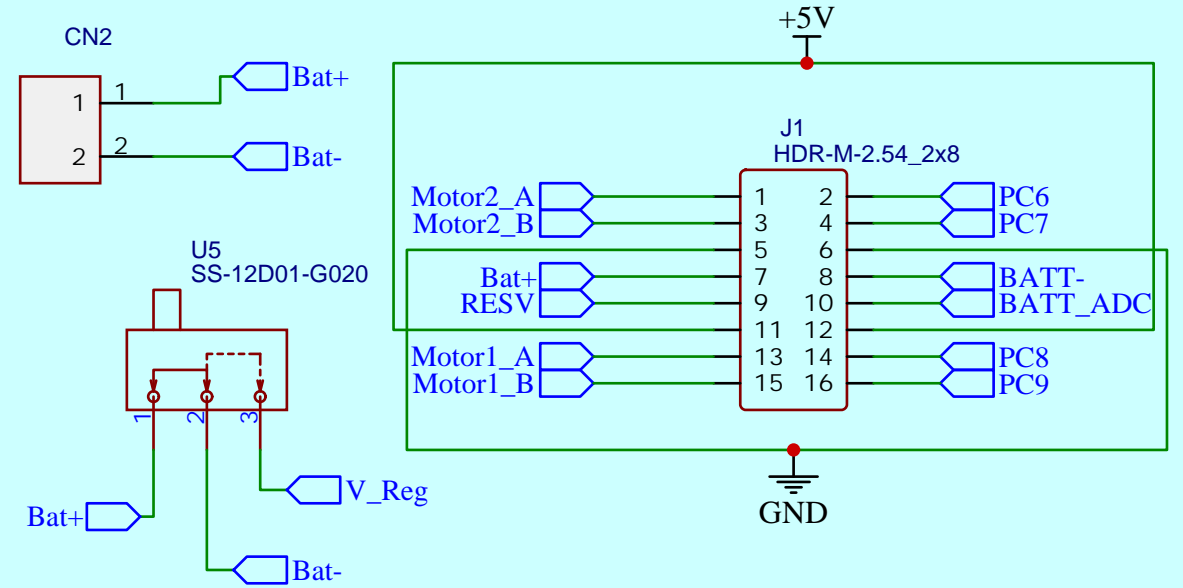 +5V
CN2
1 1
Bat+
2 2
Bat-
J1
HDR-M-2.54_2x8
Motor2_A 1 2 PC6
Motor2_B 3 4 PC7
5 6
Bat+ 7 8 BATT-
RESV 9 10 BATT_ADC
11 12
Motor1_A 13 14 PC8
Motor1_B 15 16 PC9
GND
U5
SS-12D01-G020
1 2 3
V_Reg
Bat+
Bat-